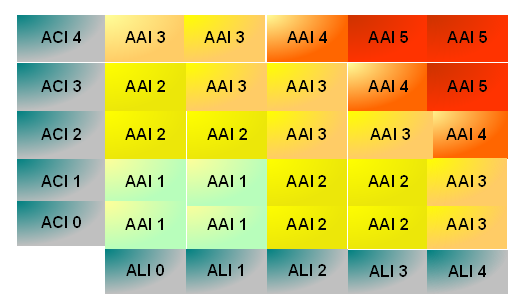 ACI 4 AAI 3 AAI 3 AAI 4 AAI 5 AAI 5
ACI 3 AAI 2 AAI 3 AAI 3 AAI 4 AAI 5
ACI 2 AAI 2 AAI 2 AAI 3 AAI 3 AAI 4
ACI 1 AAI 1 AAI 1 AAI 2 AAI 2 AAI 3
ACI 0 AAI 1 AAI 1 AAI 2 AAI 2 AAI 3
ALI 0 ALI 1 ALI 2 ALI 3 ALI 4